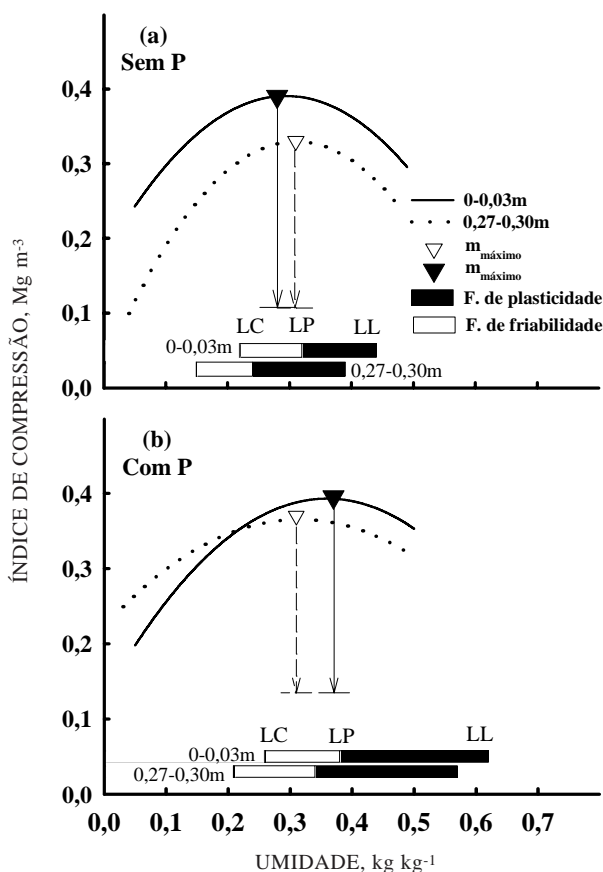 ÍNDICE DE COMPRESSÃO, Mg m-3
(a)
Sem P
0,4
0,3
0,2
0,1
0,0
0-0,03m
0,27-0,30m
m máximo
m máximo
F. de plasticidade
F. de friabilidade
LC LP LL
0-0,03m
0,27-0,30m
(b)
Com P
0,4
0,3
0,2
0,1
0,0
LC LP LL
0-0,03m
0,27-0,30m
0,0 0,1 0,2 0,3 0,4 0,5 0,6 0,7
UMIDADE, kg kg-1